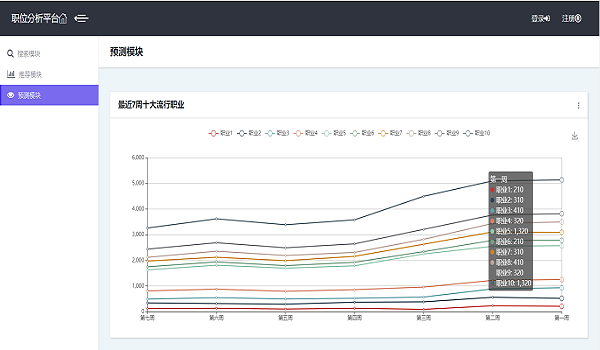 职位分析平台
登录
注册
搜索模块
推荐模块
预测模块
预测模块
最近7周十大流行职业
职业1 职业2 职业3 职业4 职业5 职业6 职业7 职业8 职业9 职业10
6,000
5,000
4,000
3,000
2,000
1,000
0
第七周 第六周 第五周 第四周 第三周 第二周 第一周
第一周
职业1: 210
职业2: 310
职业3: 410
职业4: 320
职业5: 1,320
职业6: 210
职业7: 310
职业8: 410
职业9: 320
职业10: 1,320